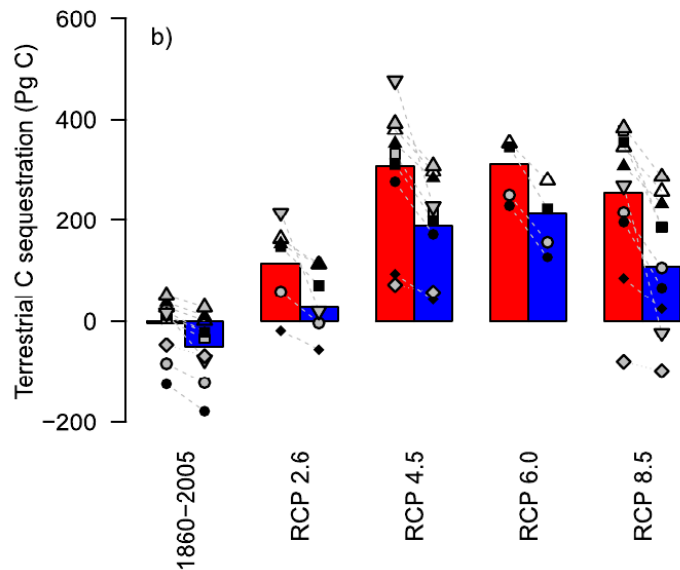 b)
Terrestrial C sequestration (Pg C)
600
400
200
0
−200
1860−2005
RCP 2.6
RCP 4.5
RCP 6.0
RCP 8.5